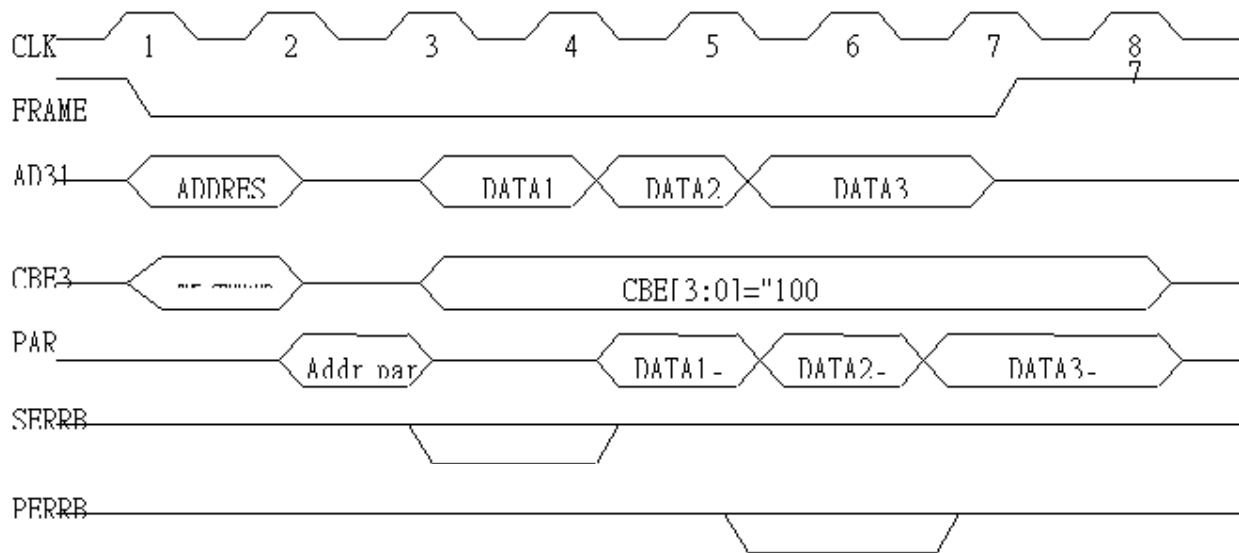 CLK 1 2 3 4 5 6 7 8
7
FRAME
AD31 ADDRES DATA1 DATA2 DATA3
CBE3 CBE[3:0]="100
PAR Addr par DATA1- DATA2- DATA3-
SERRB
PERRB